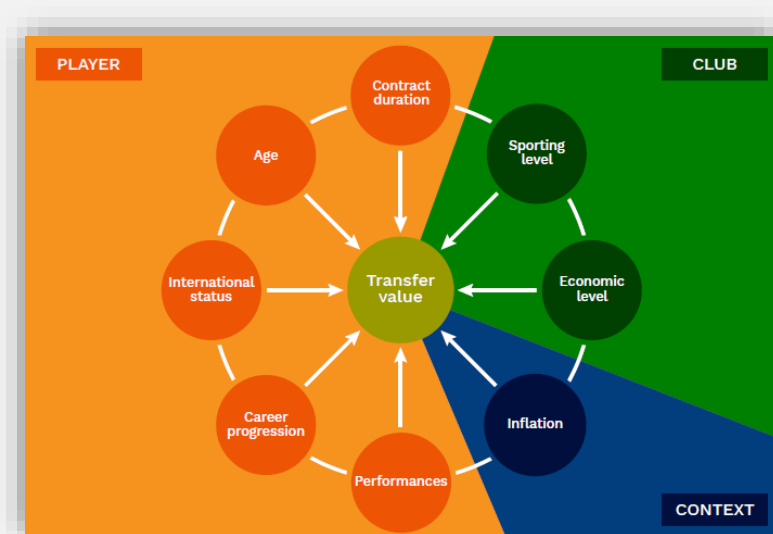 PLAYER
CLUB
Contract
duration
Sporting
level
Age
Economic
level
Transfer
value
International
status
Inflation
Career
progression
Performances
CONTEXT